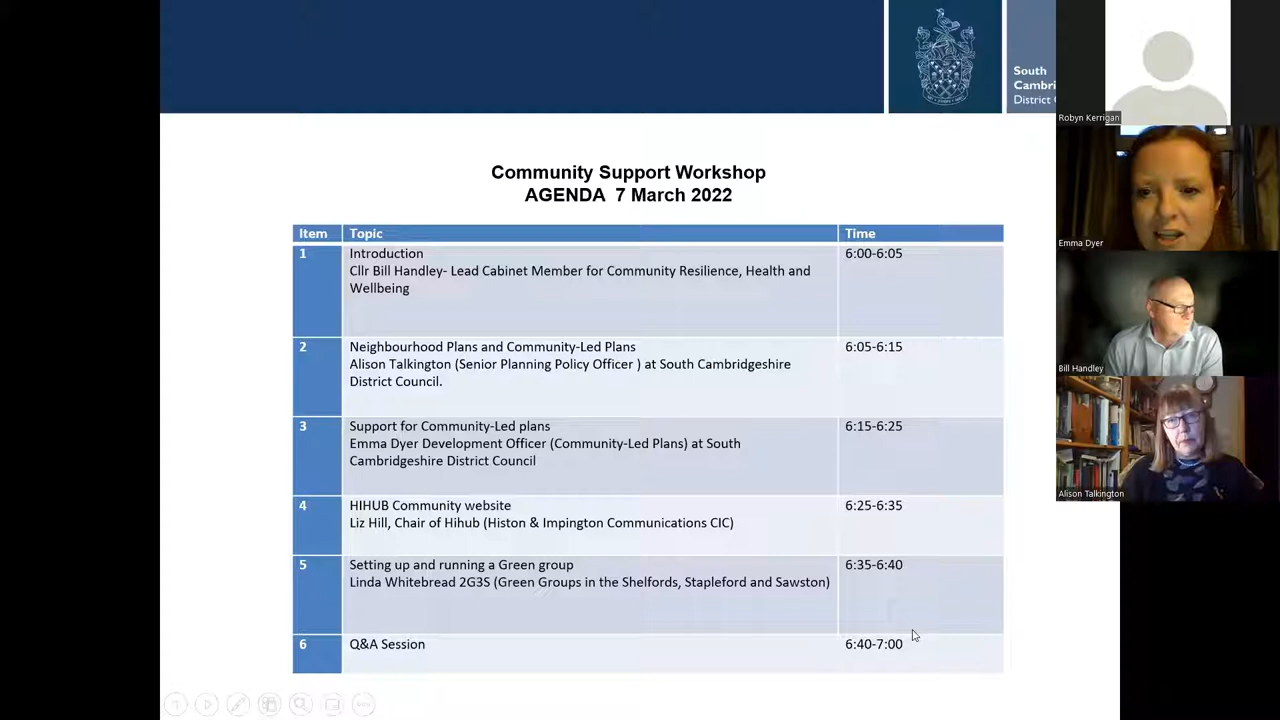 South
Cambri
District C
Robyn Kerrigan
Emma Dyer
Bill Handley
Alison Talkington
Community Support Workshop
AGENDA 7 March 2022
Item Topic Time
1 Introduction 6:00-6:05
Cllr Bill Handley- Lead Cabinet Member for Community Resilience, Health and
Wellbeing
2 Neighbourhood Plans and Community-Led Plans 6:05-6:15
Alison Talkington (Senior Planning Policy Officer ) at South Cambridgeshire
District Council.
3 Support for Community-Led plans 6:15-6:25
Emma Dyer Development Officer (Community-Led Plans) at South
Cambridgeshire District Council
4 HIHUB Community website 6:25-6:35
Liz Hill, Chair of Hihub (Histon & Impington Communications CIC)
5 Setting up and running a Green group 6:35-6:40
Linda Whitebread 2G3S (Green Groups in the Shelfords, Stapleford and Sawston)
6 Q&A Session 6:40-7:00